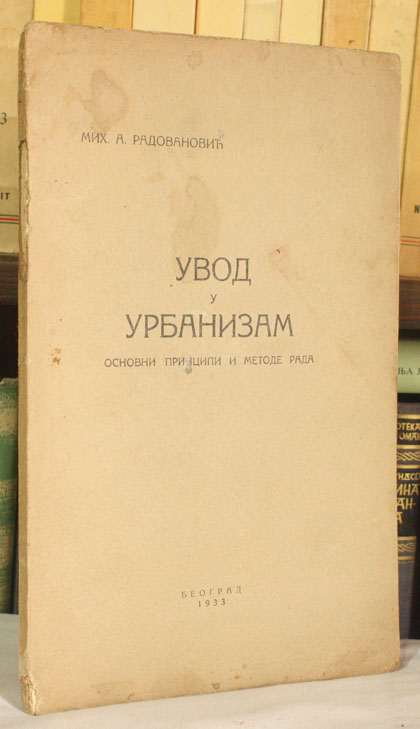 МИХ. А. РАДОВАНОВИЋ
УВОД
У
УРБАНИЗАМ
ОСНОВНИ ПРИНЦИПИ И МЕТОДЕ РАДА
БЕОГРАД
1933